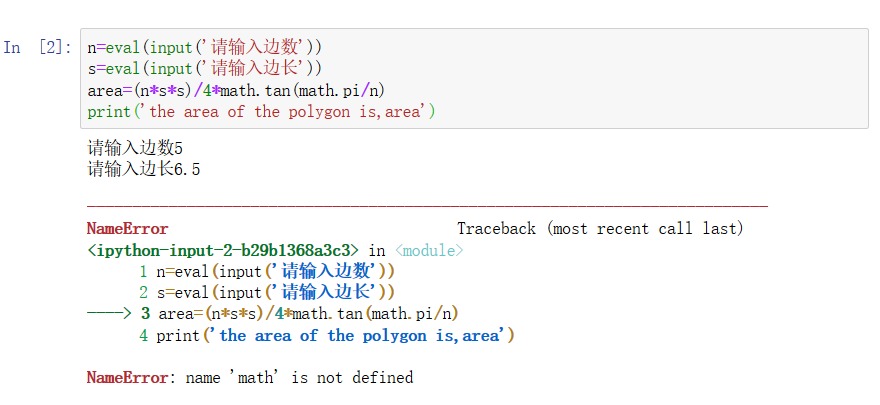 In [2]:
n=eval(input('请输入边数'))
s=eval(input('请输入边长'))
area=(n*s*s)/4*math.tan(math.pi/n)
print('the area of the polygon is,area')
请输入边数5
请输入边长6.5
---------------------------------------------------------------------------
NameError Traceback (most recent call last)
<ipython-input-2-b29b1368a3c3> in <module>
1 n=eval(input('请输入边数'))
2 s=eval(input('请输入边长'))
----> 3 area=(n*s*s)/4*math.tan(math.pi/n)
4 print('the area of the polygon is,area')
NameError: name 'math' is not defined